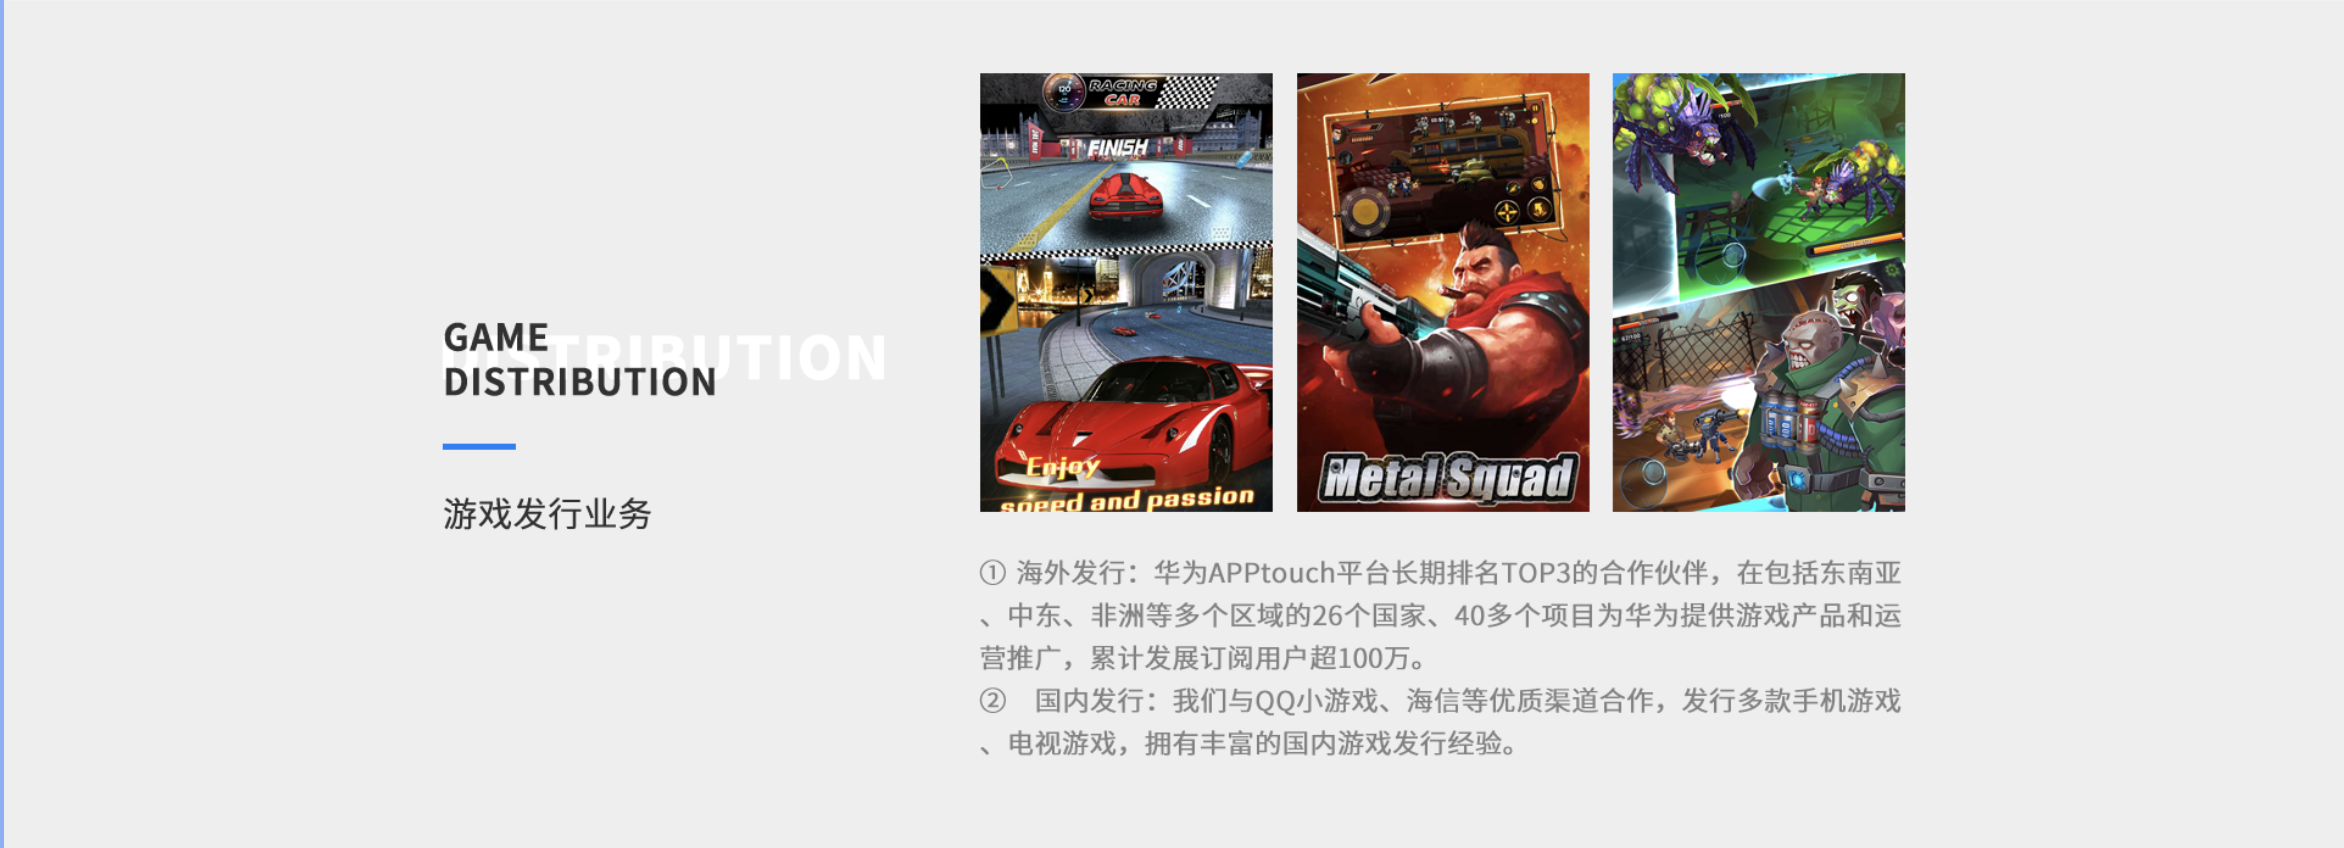 GAME
DISTRIBUTION
DISTRIBUTION
游戏发行业务
120
RACING
CAR
FINISH
Enjoy
speed and passion
Metal Squad
① 海外发行：华为APPtouch平台长期排名TOP3的合作伙伴，在包括东南亚
、中东、非洲等多个区域的26个国家、40多个项目为华为提供游戏产品和运
营推广，累计发展订阅用户超100万。
② 国内发行：我们与QQ小游戏、海信等优质渠道合作，发行多款手机游戏
、电视游戏，拥有丰富的国内游戏发行经验。